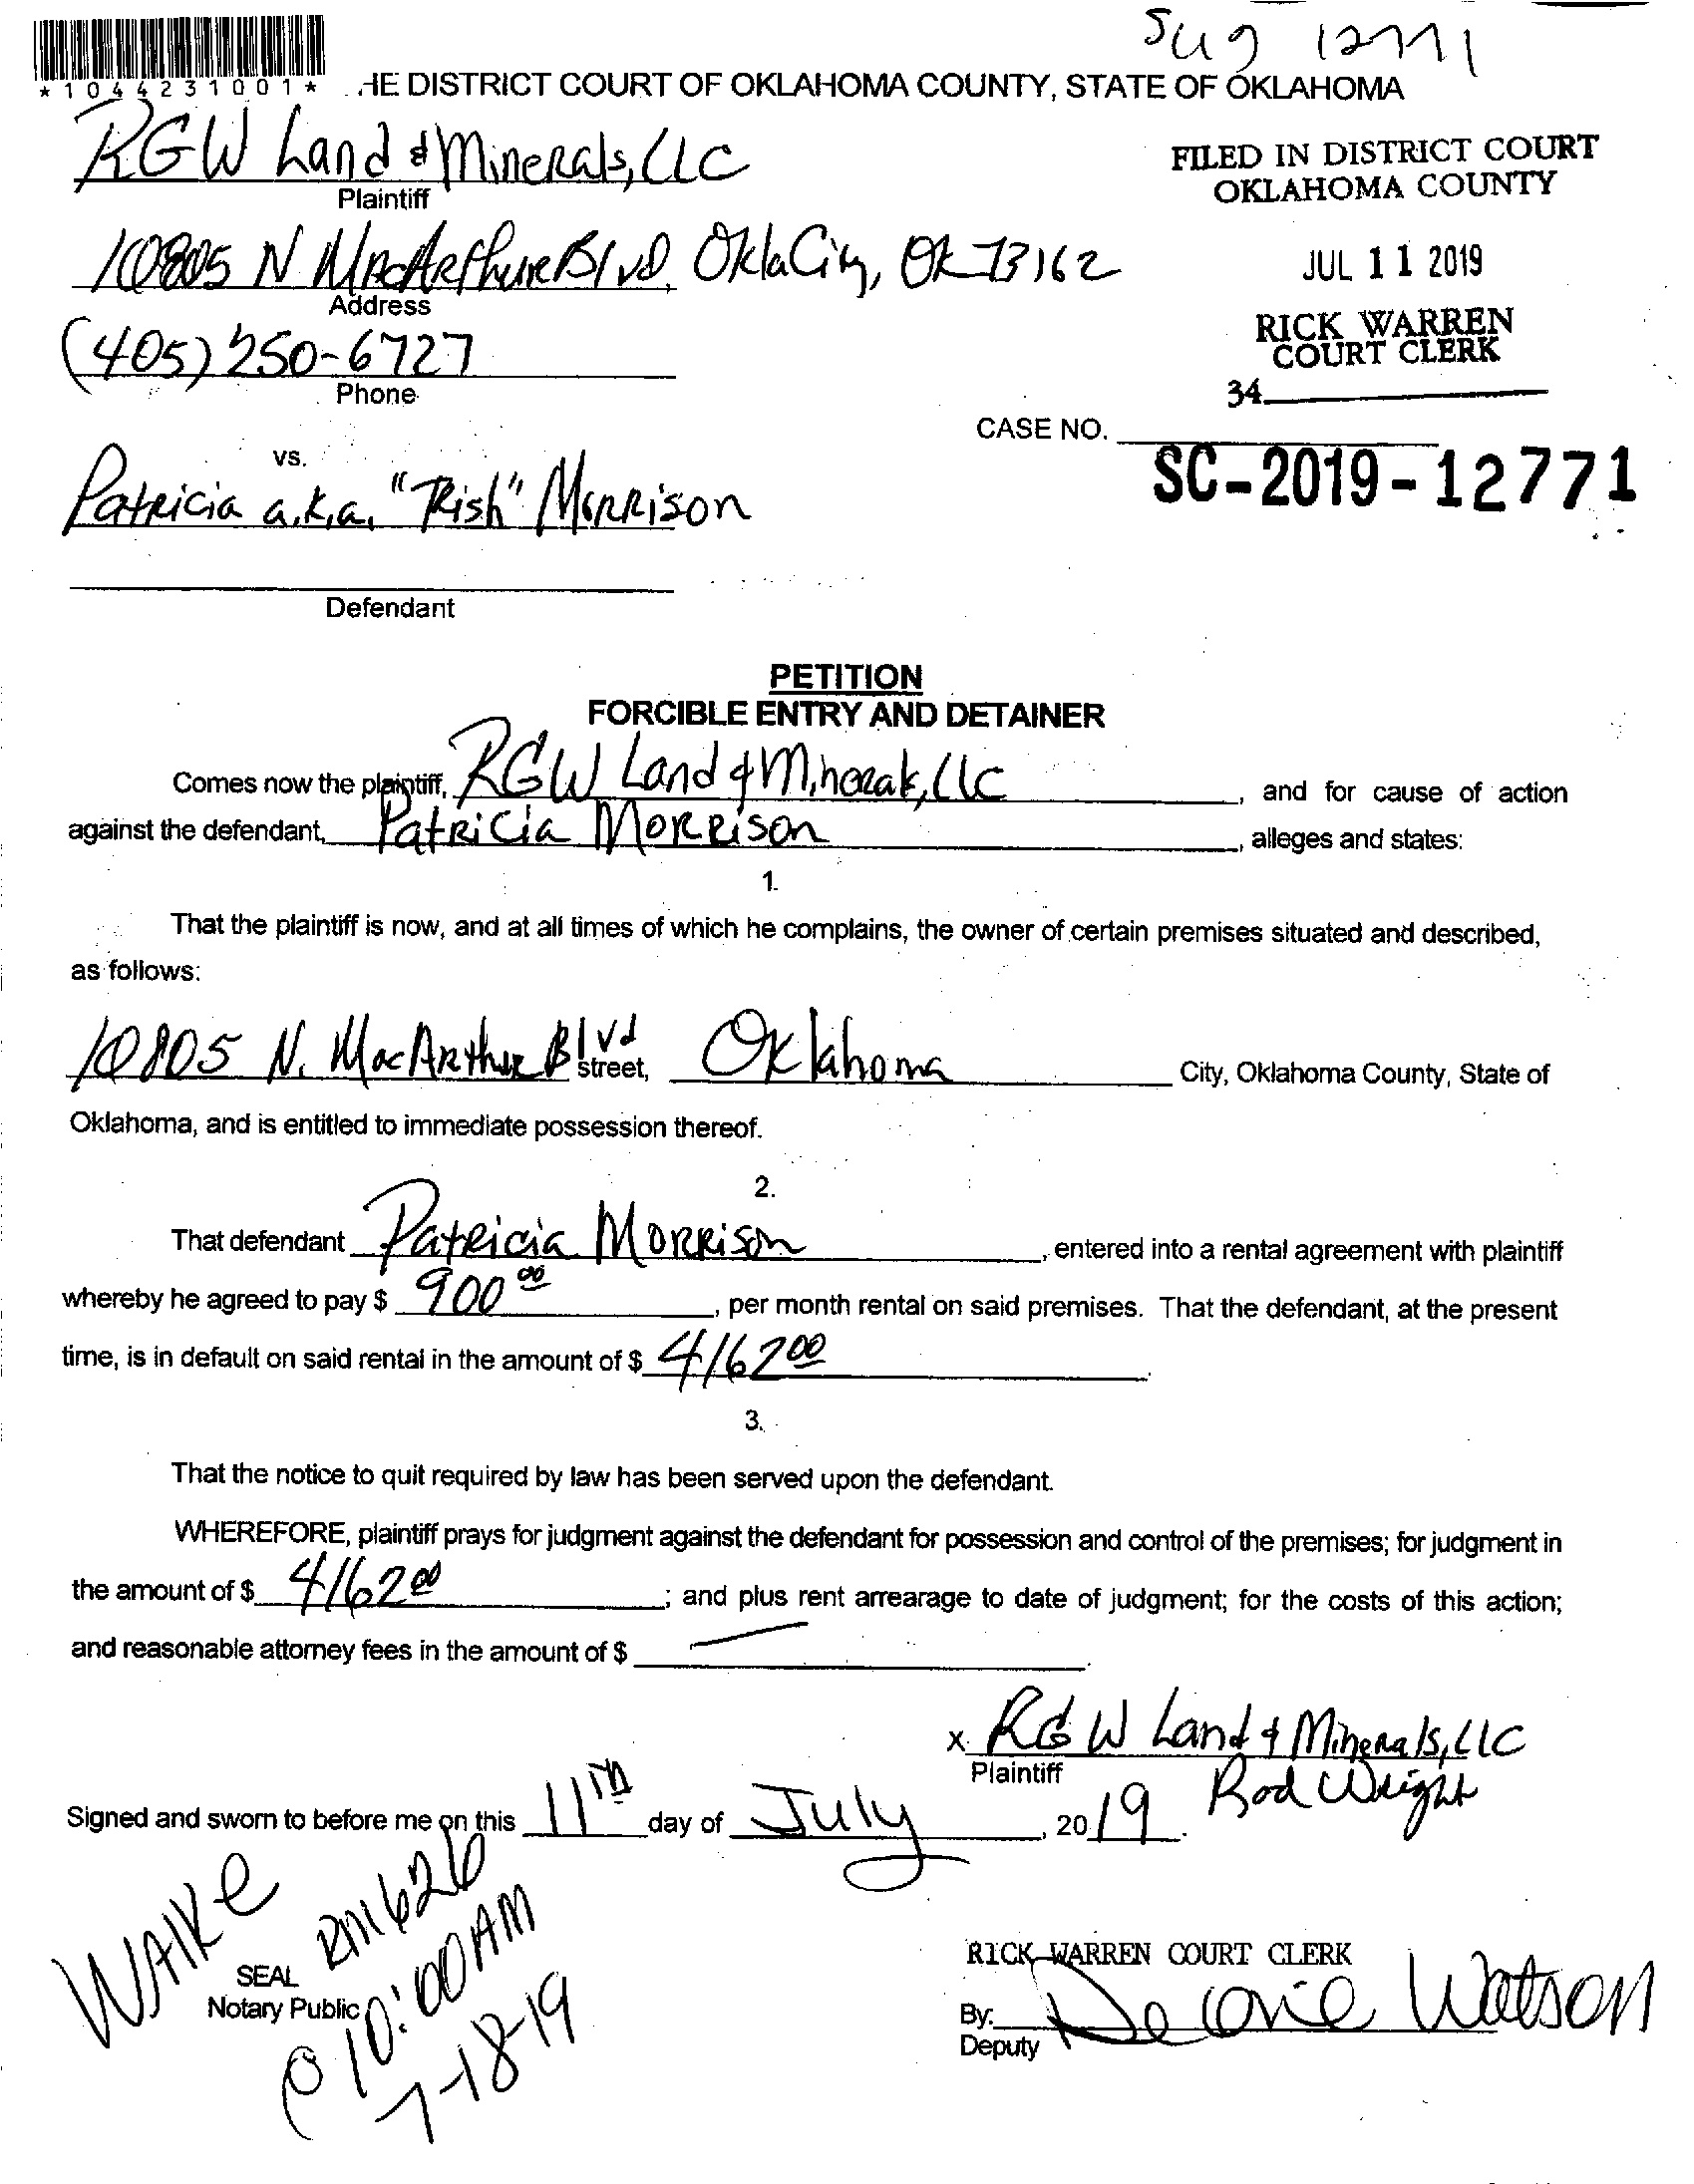 *1044231001* HE DISTRICT COURT OF OKLAHOMA COUNTY, STATE OF OKLAHOMA
RGW Land & Minerals, LLC
Plaintiff
FILED IN DISTRICT COURT
OKLAHOMA COUNTY
10805 N MacArthur Blvd, Okla City, Ok 73162
Address
JUL 11 2019
(405) 250-6727
Phone
RICK WARREN
COURT CLERK
34
CASE NO.
SC-2019-12771
vs.
Patricia a.k.a. "Trish" Morrison
Defendant
PETITION
FORCIBLE ENTRY AND DETAINER
Comes now the plaintiff, RGW Land & Minerals, LLC, and for cause of action
against the defendant, Patricia Morrison, alleges and states:
1.
That the plaintiff is now, and at all times of which he complains, the owner of certain premises situated and described,
as follows:
10805 N. MacArthur Blvd street, Oklahoma City, Oklahoma County, State of
Oklahoma, and is entitled to immediate possession thereof.
2.
That defendant Patricia Morrison, entered into a rental agreement with plaintiff
whereby he agreed to pay $ 900 00, per month rental on said premises. That the defendant, at the present
time, is in default on said rental in the amount of $ 4162 00.
3.
That the notice to quit required by law has been served upon the defendant.
WHEREFORE, plaintiff prays for judgment against the defendant for possession and control of the premises; for judgment in
the amount of $ 4162 00; and plus rent arrearage to date of judgment; for the costs of this action;
and reasonable attorney fees in the amount of $ —.
X RGW Land & Minerals, LLC
Plaintiff
Rod Wright
Signed and sworn to before me on this 11th day of July, 2019.
WAIKE
RM 626
@ 10:00 AM
7-18-19
SEAL
Notary Public
RICK WARREN COURT CLERK
By: Watson
Deputy